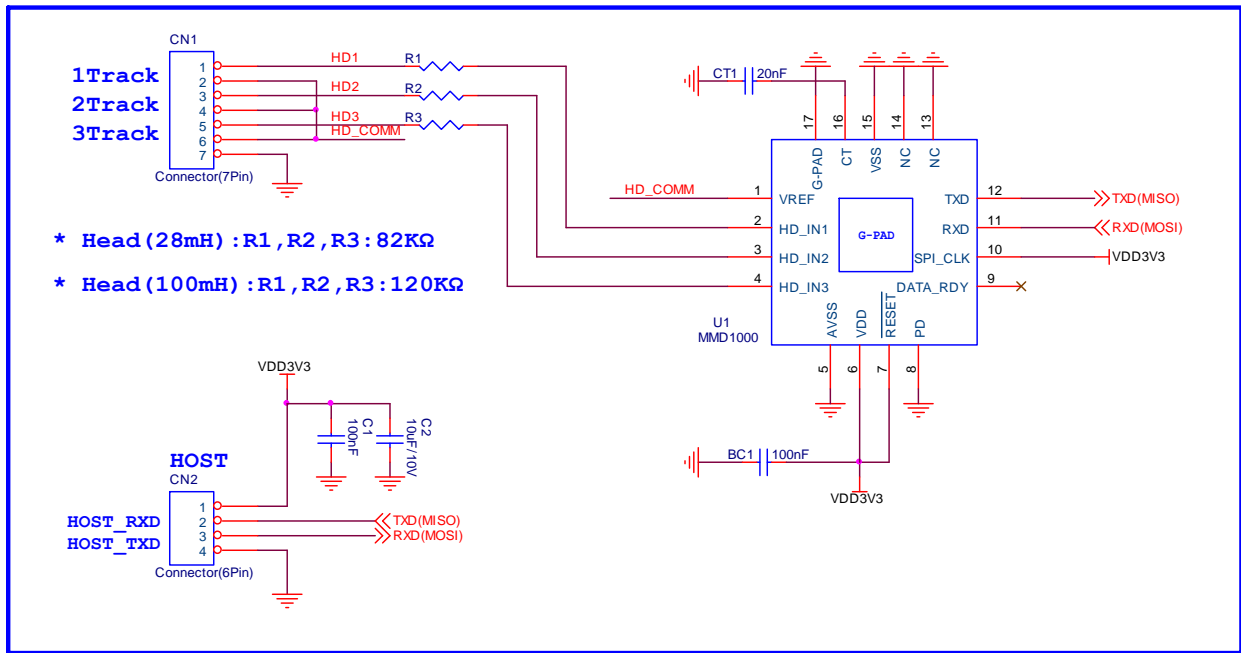 CN1
1Track
2Track
3Track
1
2
3
4
5
6
7
Connector(7Pin)
HD1
HD2
HD3
HD_COMM
R1
R2
R3
* Head(28mH):R1,R2,R3:82KΩ
* Head(100mH):R1,R2,R3:120KΩ
CT1
20nF
17
16
15
14
13
G-PAD
CT
VSS
NC
NC
HD_COMM
1
2
3
4
VREF
HD_IN1
HD_IN2
HD_IN3
G-PAD
TXD
RXD
SPI_CLK
DATA_RDY
12
11
10
9
TXD(MISO)
RXD(MOSI)
VDD3V3
U1
MMD1000
AVSS
VDD
RESET
PD
5
6
7
8
BC1
100nF
VDD3V3
VDD3V3
C1
100nF
C2
10uF/10V
HOST
CN2
HOST_RXD
HOST_TXD
1
2
3
4
Connector(6Pin)
TXD(MISO)
RXD(MOSI)